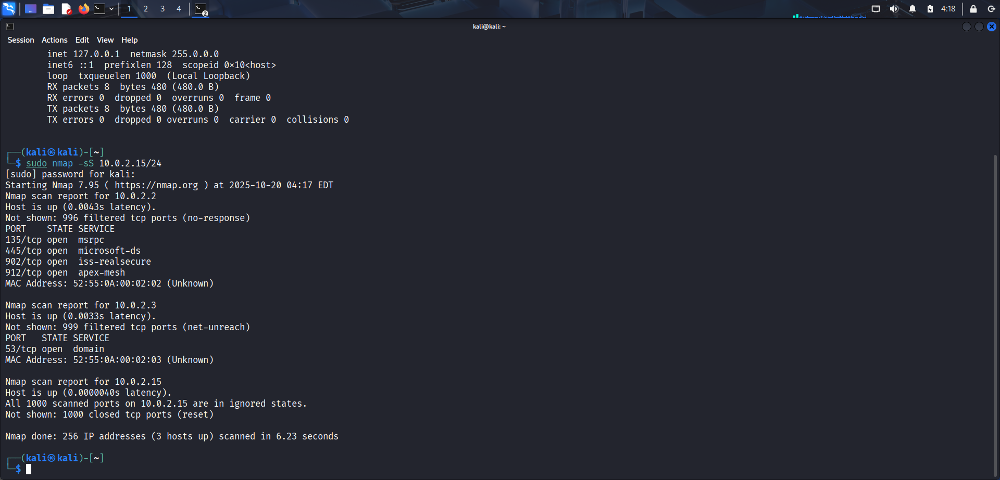 1 2 3 4 2 4:18
kali@kali: ~
Session Actions Edit View Help
inet 127.0.0.1  netmask 255.0.0.0
inet6 ::1  prefixlen 128  scopeid 0×10<host>
loop  txqueuelen 1000  (Local Loopback)
RX packets 8  bytes 480 (480.0 B)
RX errors 0  dropped 0  overruns 0  frame 0
TX packets 8  bytes 480 (480.0 B)
TX errors 0  dropped 0 overruns 0  carrier 0  collisions 0
┌──(kali㉿kali)-[~]
└─$ sudo nmap -sS 10.0.2.15/24
[sudo] password for kali:
Starting Nmap 7.95 ( https://nmap.org ) at 2025-10-20 04:17 EDT
Nmap scan report for 10.0.2.2
Host is up (0.0043s latency).
Not shown: 996 filtered tcp ports (no-response)
PORT    STATE SERVICE
135/tcp open  msrpc
445/tcp open  microsoft-ds
902/tcp open  iss-realsecure
912/tcp open  apex-mesh
MAC Address: 52:55:0A:00:02:02 (Unknown)
Nmap scan report for 10.0.2.3
Host is up (0.0033s latency).
Not shown: 999 filtered tcp ports (net-unreach)
PORT   STATE SERVICE
53/tcp open  domain
MAC Address: 52:55:0A:00:02:03 (Unknown)
Nmap scan report for 10.0.2.15
Host is up (0.0000040s latency).
All 1000 scanned ports on 10.0.2.15 are in ignored states.
Not shown: 1000 closed tcp ports (reset)
Nmap done: 256 IP addresses (3 hosts up) scanned in 6.23 seconds
┌──(kali㉿kali)-[~]
└─$